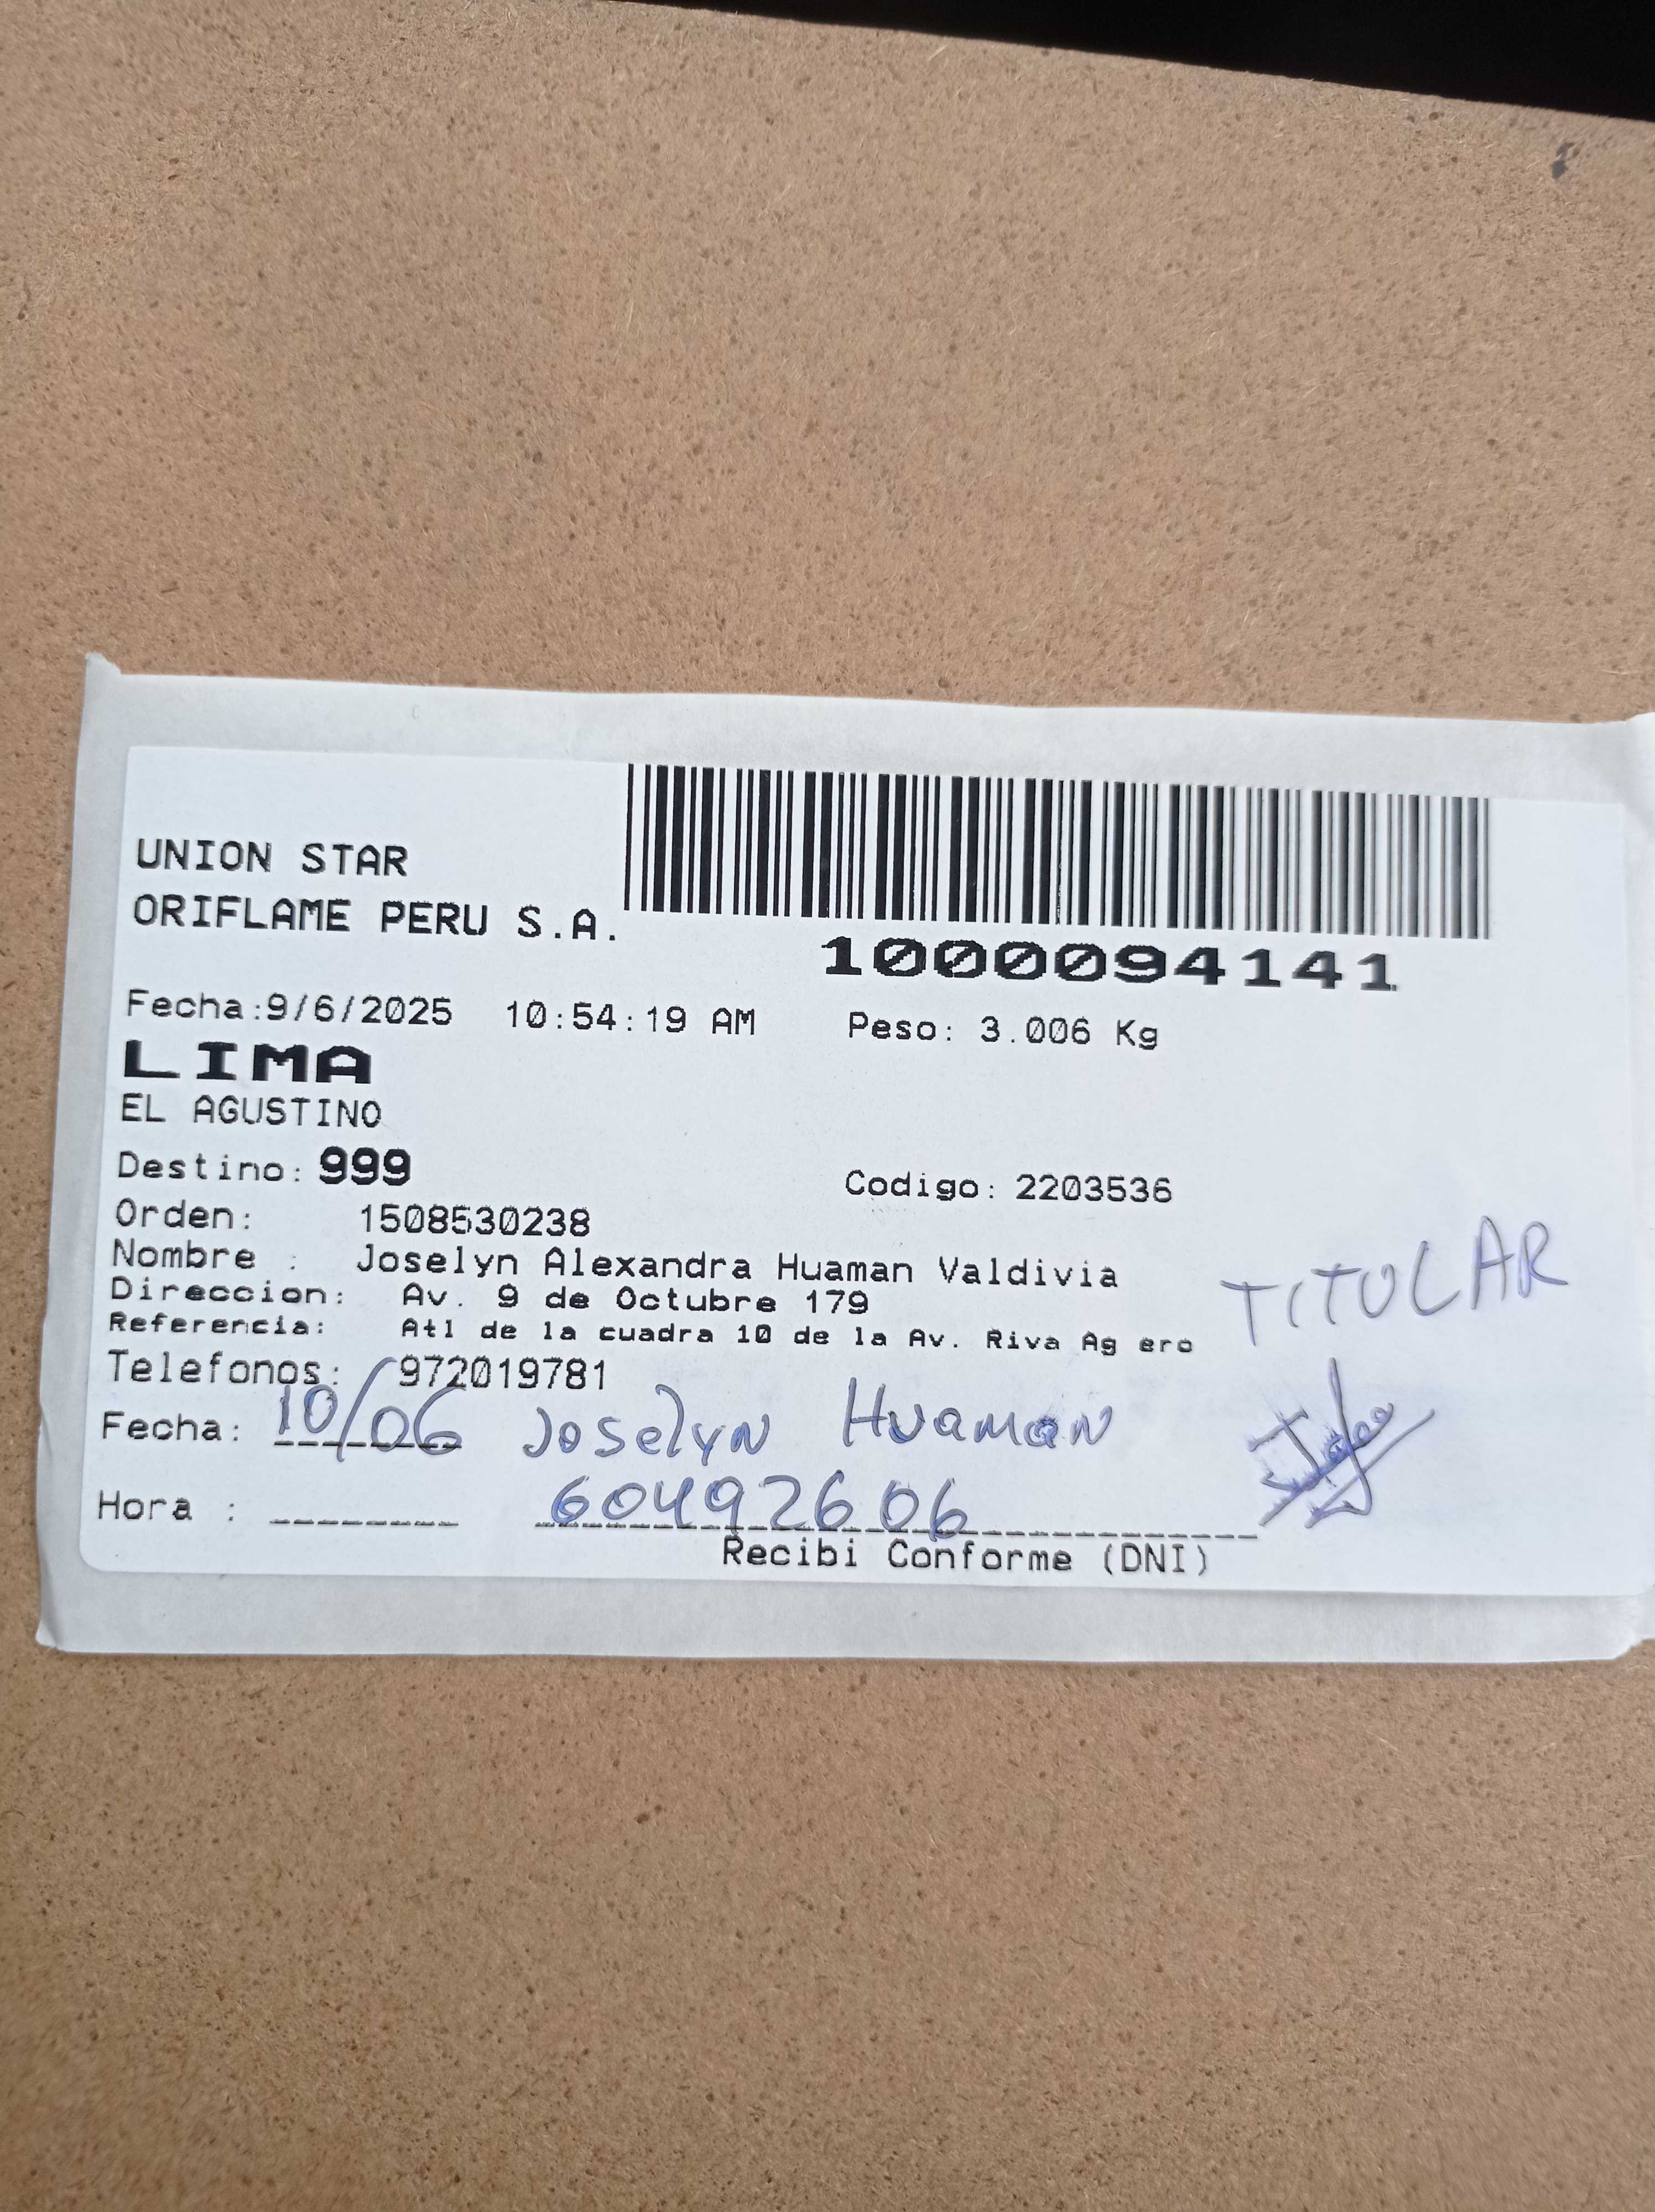 UNION STAR
ORIFLAME PERU S.A.
1000094141
Fecha:9/6/2025 10:54:19 AM Peso: 3.006 Kg
LIMA
EL AGUSTINO
Destino: 999 Codigo: 2203536
Orden: 1508530238
Nombre : Joselyn Alexandra Huaman Valdivia
TITULAR
Direccion: Av. 9 de Octubre 179
Referencia: Atl de la cuadra 10 de la Av. Riva Ag ero
Telefonos: 972019781
Fecha: 10/06 Joselyn Huaman
Hora : 60492606
Recibi Conforme (DNI)